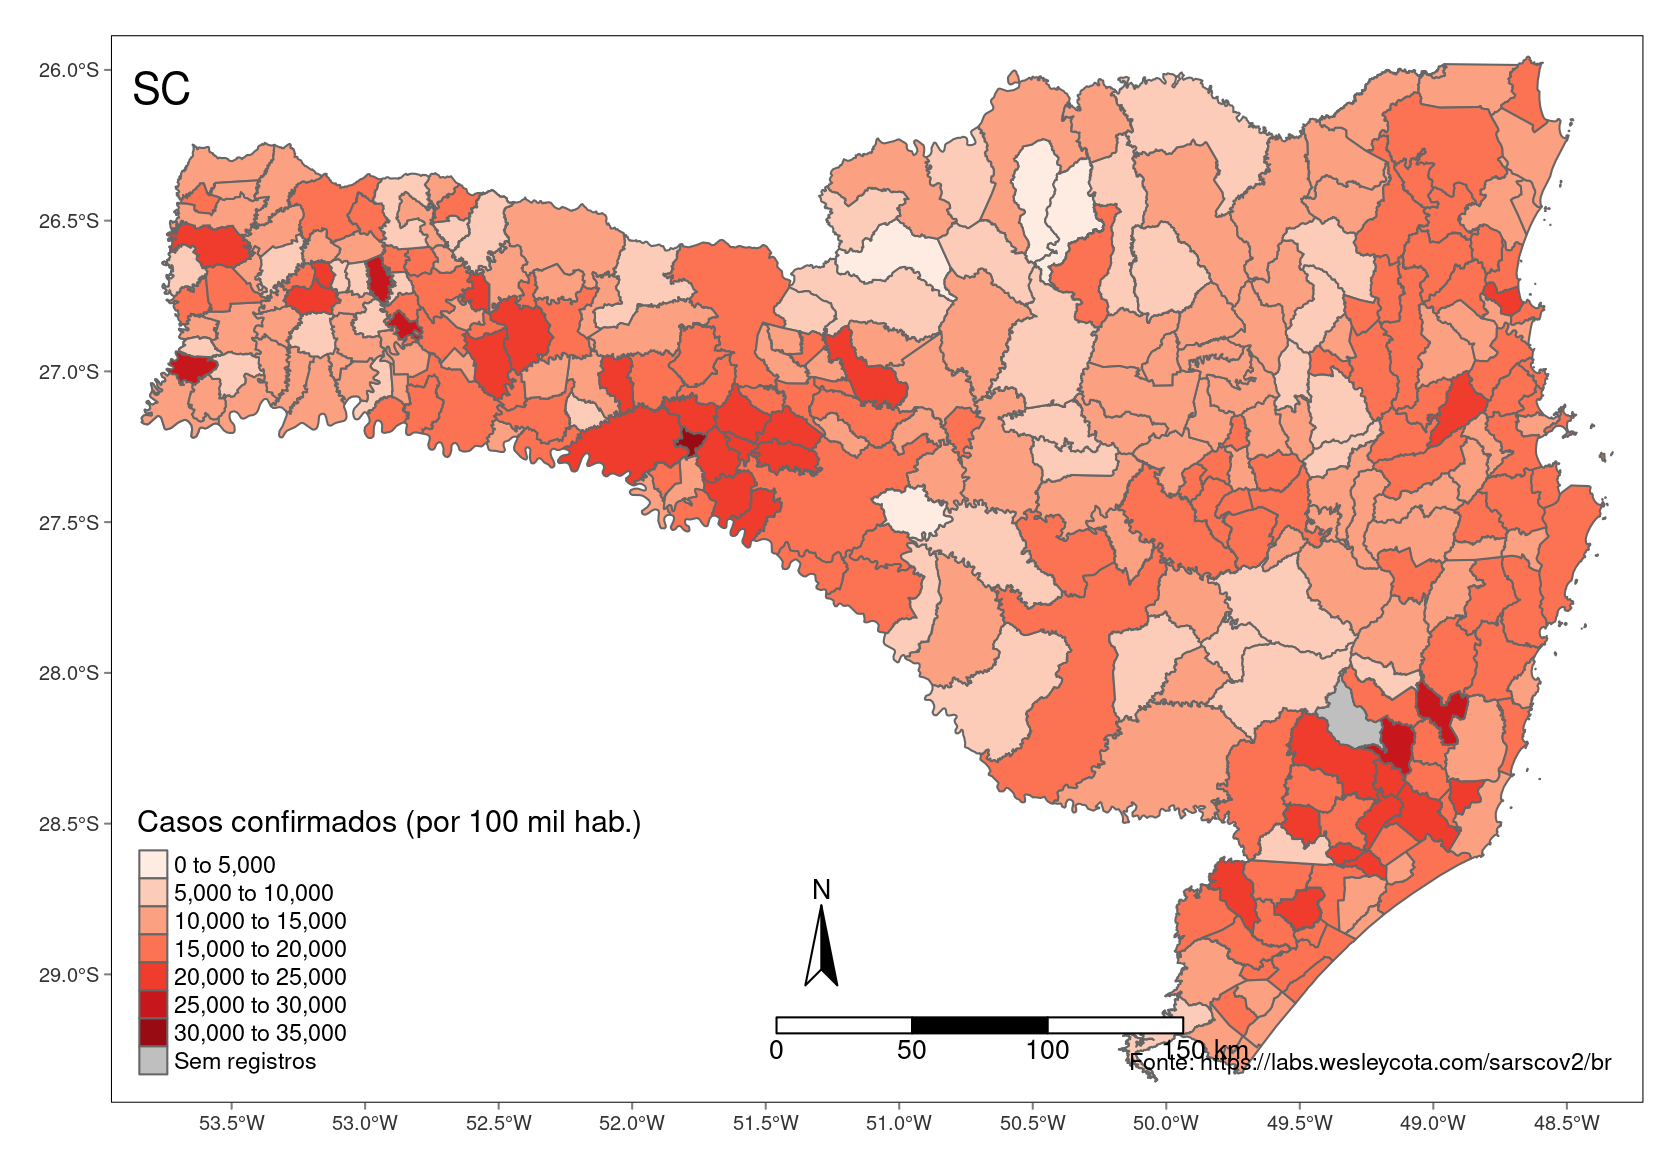 SC
26.0°S
26.5°S
27.0°S
27.5°S
28.0°S
28.5°S
29.0°S
Casos confirmados (por 100 mil hab.)
0 to 5,000
5,000 to 10,000
10,000 to 15,000
15,000 to 20,000
20,000 to 25,000
25,000 to 30,000
30,000 to 35,000
Sem registros
N
0 50 100 150 km
Fonte: https://labs.wesleycota.com/sarscov2/br
53.5°W 53.0°W 52.5°W 52.0°W 51.5°W 51.0°W 50.5°W 50.0°W 49.5°W 49.0°W 48.5°W